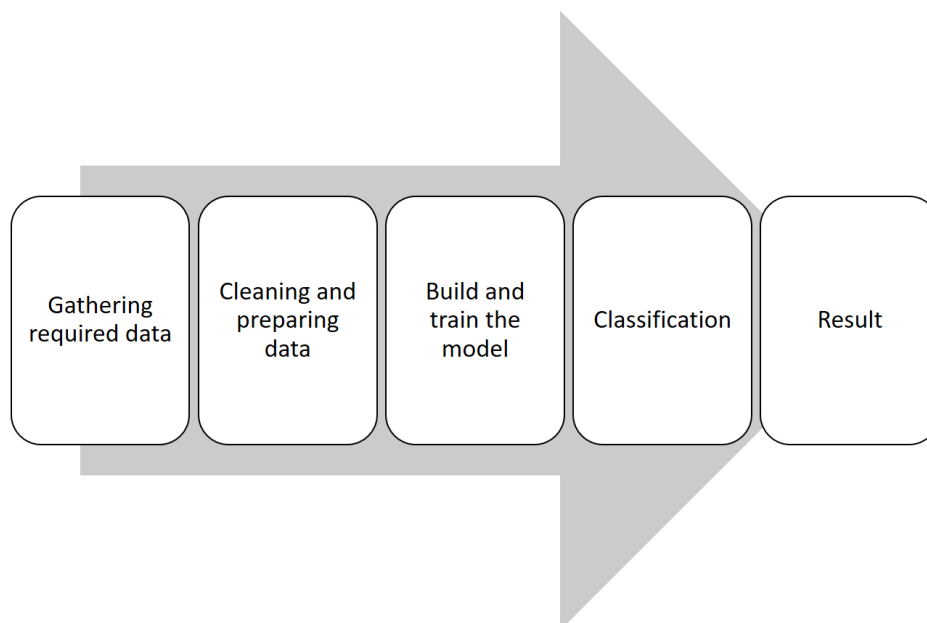 Gathering
required data
Cleaning and
preparing
data
Build and
train the
model
Classification
Result